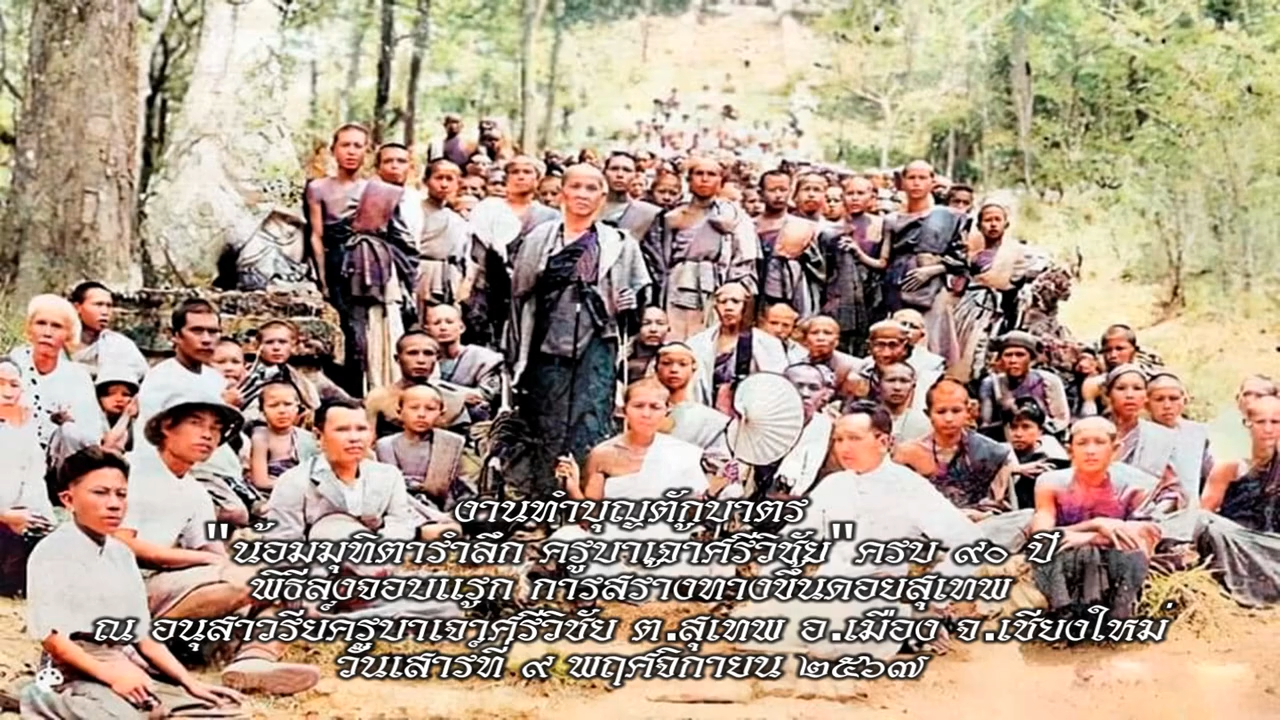 งานทำบุญตักบาตร
"น้อมมุทิตารำลึก ครูบาเจ้าศรีวิชัย" ครบ ๙๐ ปี
พิธีลงจอบแรก การสร้างทางขึ้นดอยสุเทพ
ณ อนุสาวรีย์ครูบาเจ้าศรีวิชัย ต.สุเทพ อ.เมือง จ.เชียงใหม่
วันเสาร์ที่ ๙ พฤศจิกายน ๒๕๖๗